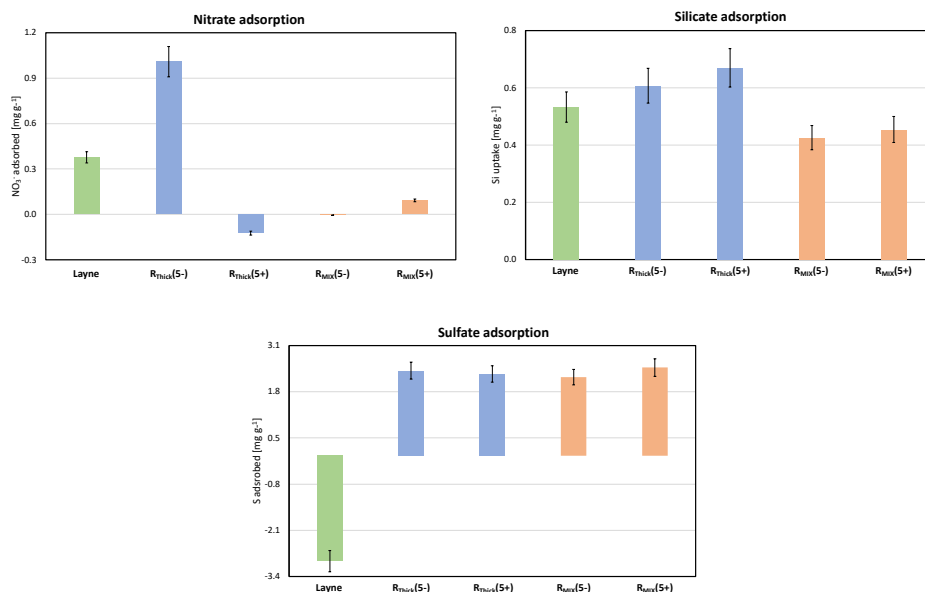 Nitrate adsorption
NO3- adsorbed [mg g-1]
1.2
0.9
0.6
0.3
0.0
-0.3
Layne
RThick(5-)
RThick(5+)
RMIX(5-)
RMIX(5+)
Silicate adsorption
Si uptake [mg g-1]
0.8
0.6
0.4
0.2
0.0
Layne
RThick(5-)
RThick(5+)
RMIX(5-)
RMIX(5+)
Sulfate adsorption
S adsrobed [mg g-1]
3.1
1.8
0.5
-0.8
-2.1
-3.4
Layne
RThick(5-)
RThick(5+)
RMIX(5-)
RMIX(5+)